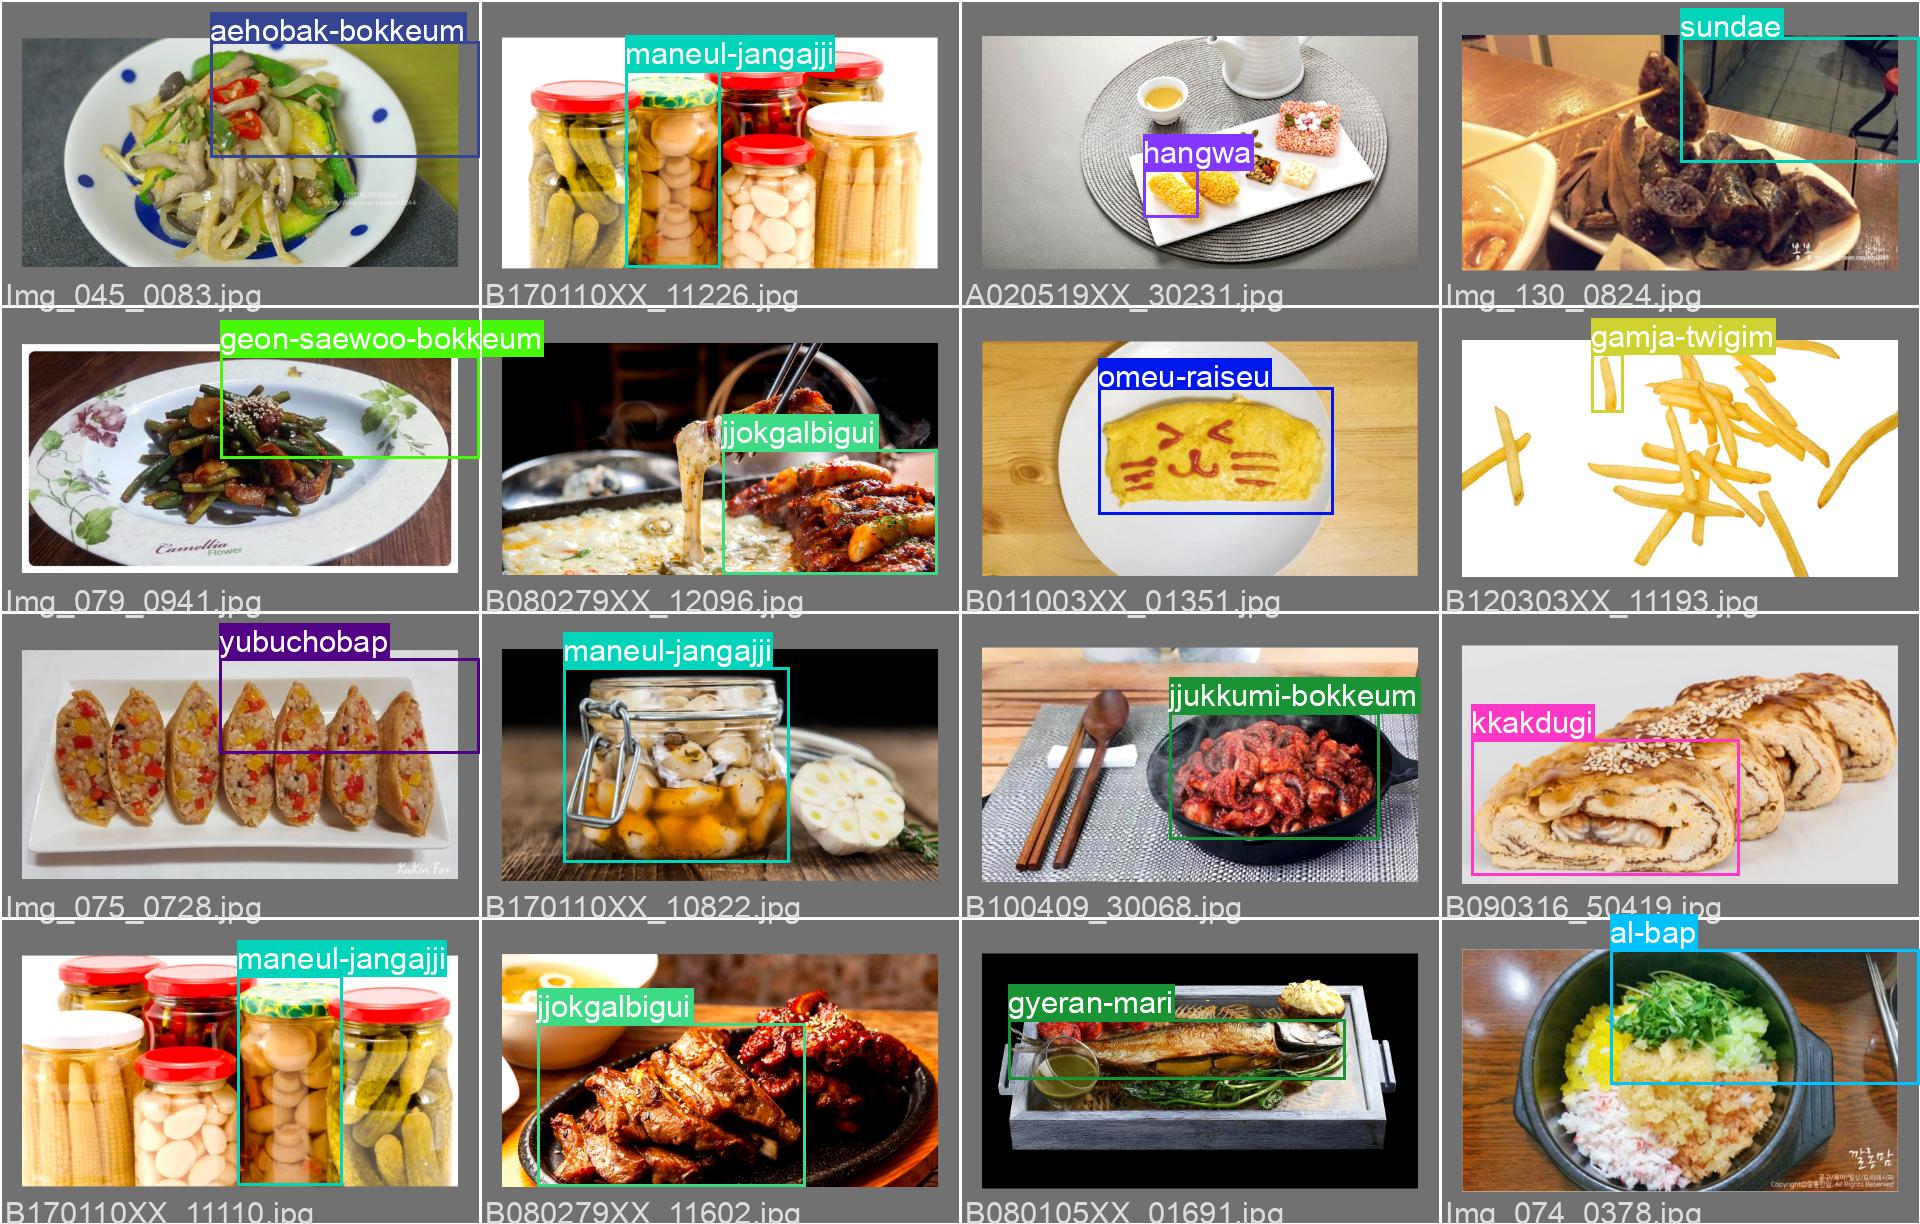 aehobak-bokkeum
maneul-jangajji
hangwa
sundae
Img_045_0083.jpg
B170110XX_11226.jpg
A020519XX_30231.jpg
Img_130_0824.jpg
geon-saewoo-bokkeum
jjokgalbigui
omeu-raiseu
gamja-twigim
Camellia
Flower
Img_079_0941.jpg
B080279XX_12096.jpg
B011003XX_01351.jpg
B120303XX_11193.jpg
yubuchobap
maneul-jangajji
jjukkumi-bokkeum
kkakdugi
KuKIn Fox
Img_075_0728.jpg
B170110XX_10822.jpg
B100409_30068.jpg
B090316_50419.jpg
maneul-jangajji
jjokgalbigui
gyeran-mari
al-bap
깔롱맘
B170110XX_11110.jpg
B080279XX_11602.jpg
B080105XX_01691.jpg
Img_074_0378.jpg